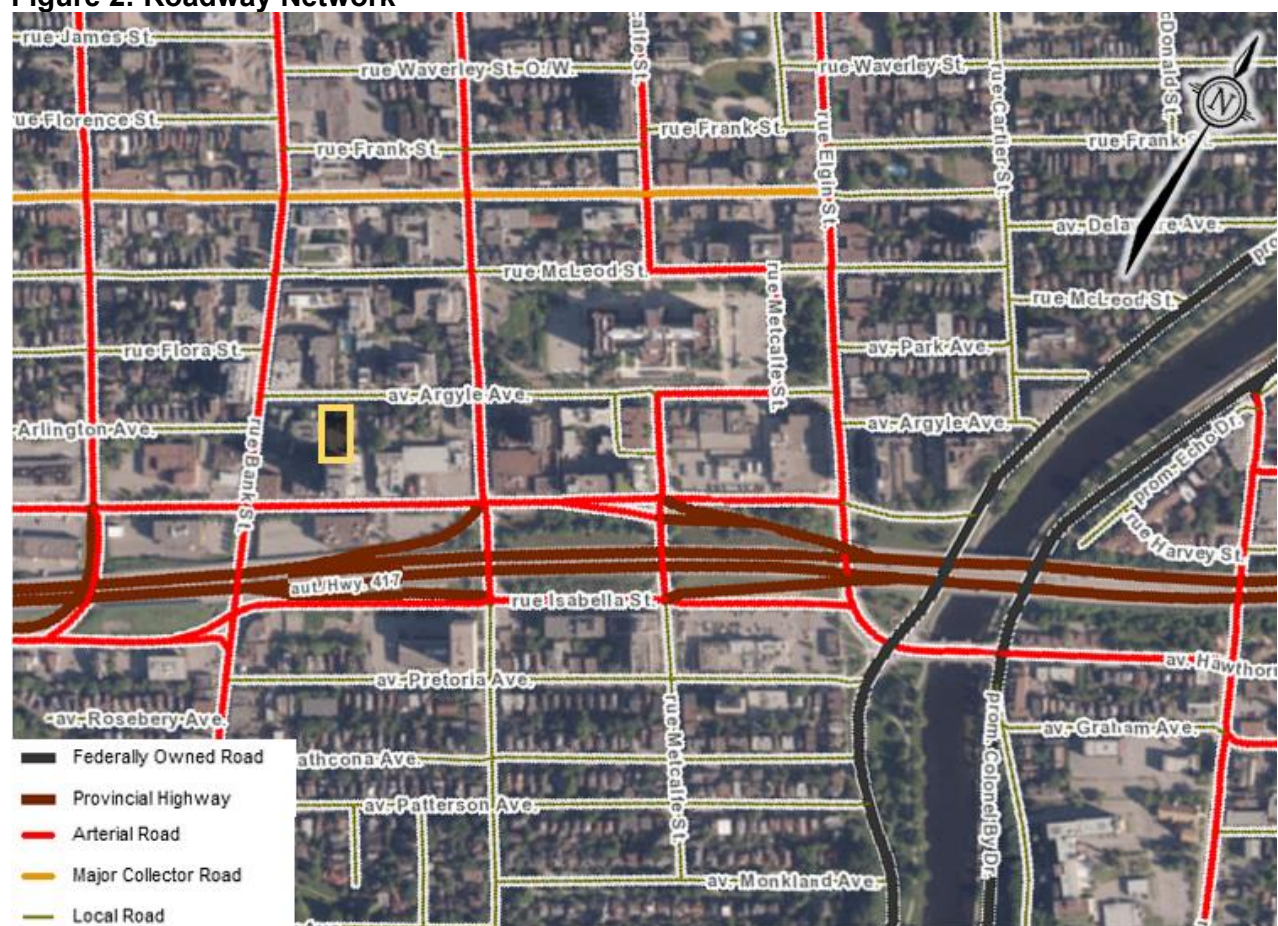 Figure 2: Roadway Network
rue James St.
rue Waverley St. O./W.
rue Waverley St.
rue Florence St.
rue Frank St.
rue Frank St.
rue Frank
rue Elgin St.
rue Cartier St.
N
av. Delaware Ave.
rue McLeod St.
rue McLeod St.
rue Metcalfe St.
rue Flora St.
av. Park Ave.
av. Argyle Ave.
av. Argyle Ave.
Arlington Ave.
rue Bank St.
prom. Echo Dr.
rue Harvey St.
aut. Hwy. 417
rue Isabella St.
av. Hawthorn
av. Pretoria Ave.
av. Rosebery Ave.
rue Metcalfe St.
prom. Colonel By Dr.
av. Graham Ave.
athcona Ave.
av. Patterson Ave.
av. Monkland Ave.
Federally Owned Road
Provincial Highway
Arterial Road
Major Collector Road
Local Road